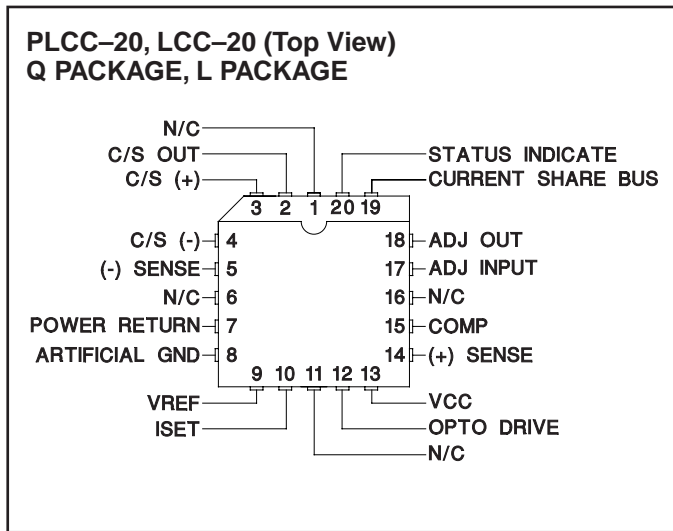 PLCC–20, LCC–20 (Top View)
Q PACKAGE, L PACKAGE
N/C
C/S OUT
C/S (+)
STATUS INDICATE
CURRENT SHARE BUS
3 2 1 20 19
C/S (-) 4
18 ADJ OUT
(-) SENSE 5
17 ADJ INPUT
N/C 6
16 N/C
POWER RETURN 7
15 COMP
ARTIFICIAL GND 8
14 (+) SENSE
9 10 11 12 13
VREF
ISET
VCC
OPTO DRIVE
N/C